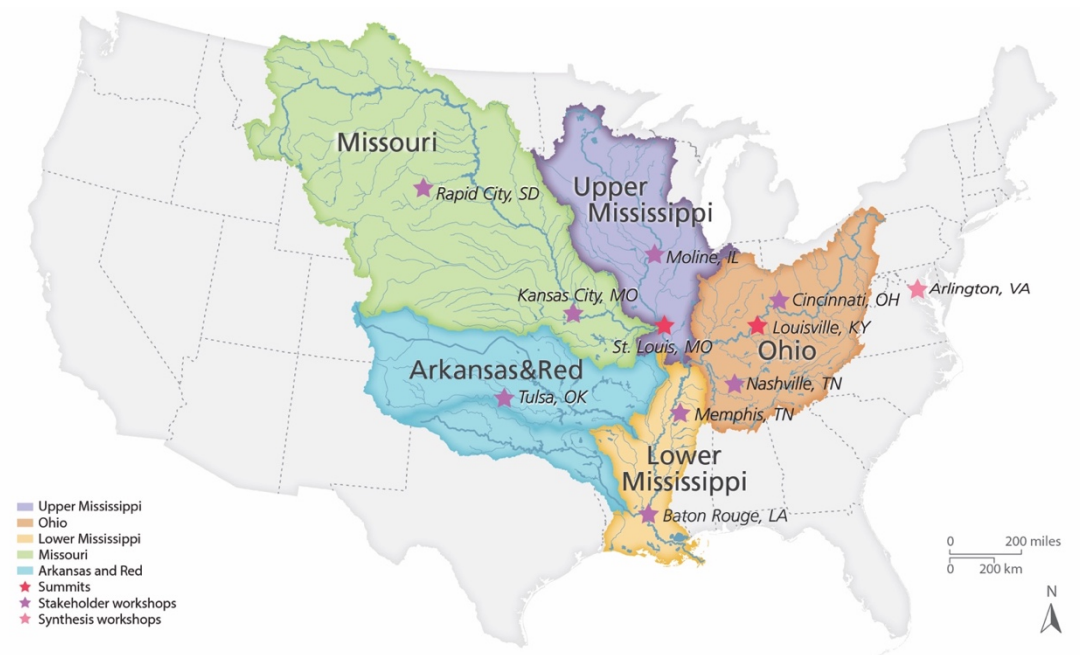 Missouri
Rapid City, SD
Upper
Mississippi
Moline, IL
Kansas City, MO
Cincinnati, OH
Arlington, VA
Louisville, KY
St. Louis, MO
Ohio
Arkansas&Red
Tulsa, OK
Nashville, TN
Memphis, TN
Lower
Mississippi
Baton Rouge, LA
Upper Mississippi
Ohio
Lower Mississippi
Missouri
Arkansas and Red
Summits
Stakeholder workshops
Synthesis workshops
0 200 miles
0 200 km
N